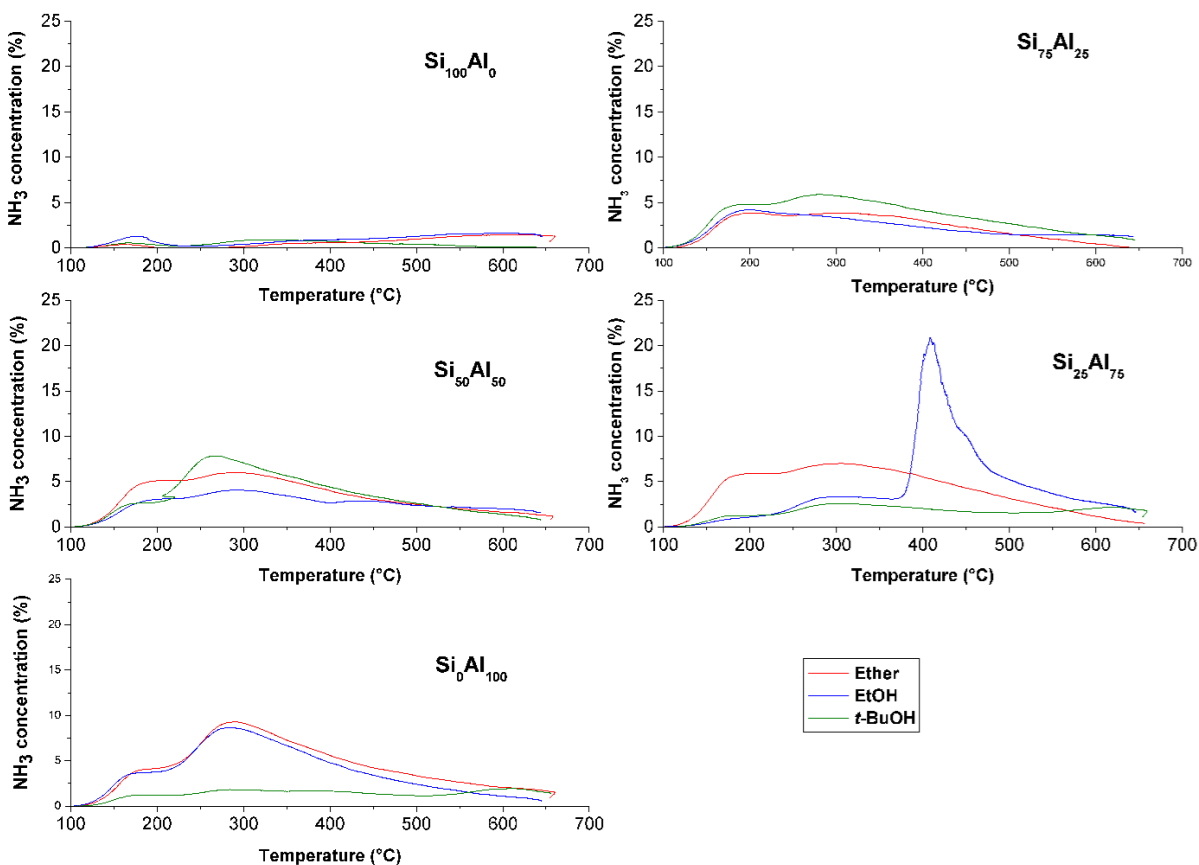 25
20
15
10
5
0
NH3 concentration (%)
Si100Al0
100 200 300 400 500 600 700
Temperature (°C)
25
20
15
10
5
0
NH3 concentration (%)
Si75Al25
100 200 300 400 500 600 700
Temperature (°C)
25
20
15
10
5
0
NH3 concentration (%)
Si50Al50
100 200 300 400 500 600 700
Temperature (°C)
25
20
15
10
5
0
NH3 concentration (%)
Si25Al75
100 200 300 400 500 600 700
Temperature (°C)
25
20
15
10
5
0
NH3 concentration (%)
Si0Al100
100 200 300 400 500 600 700
Temperature (°C)
Ether
EtOH
t-BuOH